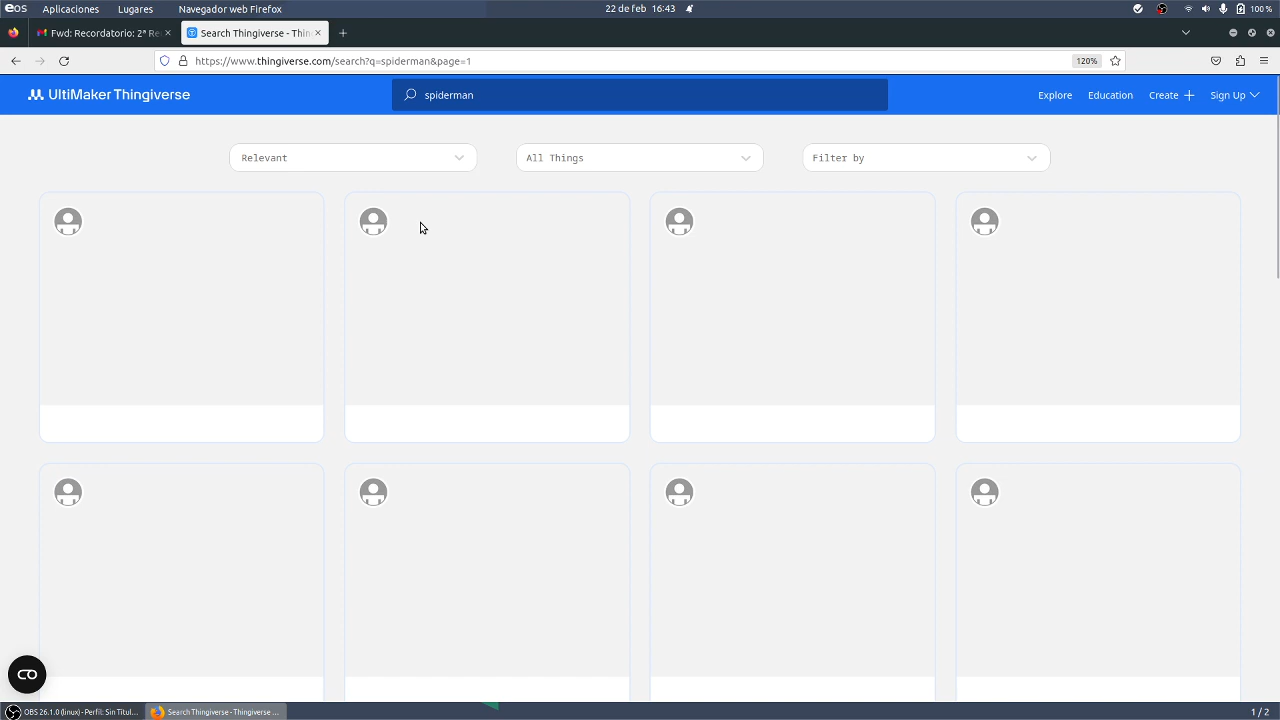 eos Aplicaciones Lugares Navegador web Firefox 22 de feb 16:43 100 %
Fwd: Recordatorio: 2ª Re
Search Thingiverse - Thin
https://www.thingiverse.com/search?q=spiderman&page=1 120%
UltiMaker Thingiverse spiderman Explore Education Create Sign Up
Relevant All Things Filter by
OBS 26.1.0 (linux) - Perfil: Sin Titul... Search Thingiverse - Thingiverse ... 1 / 2